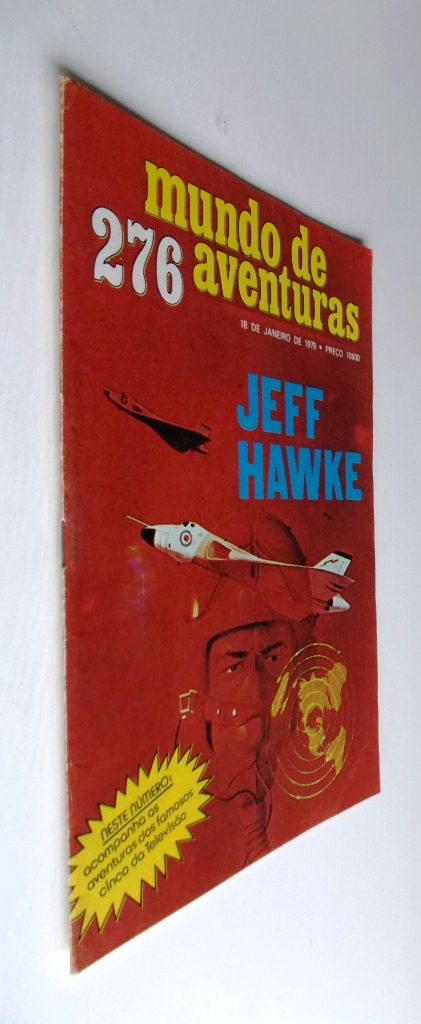 mundo de
276 aventuras
18 DE JANEIRO DE 1979 • PREÇO 10$00
JEFF
HAWKE
NESTE NÚMERO:
acompanha as
aventuras dos famosos
cinco da Televisão